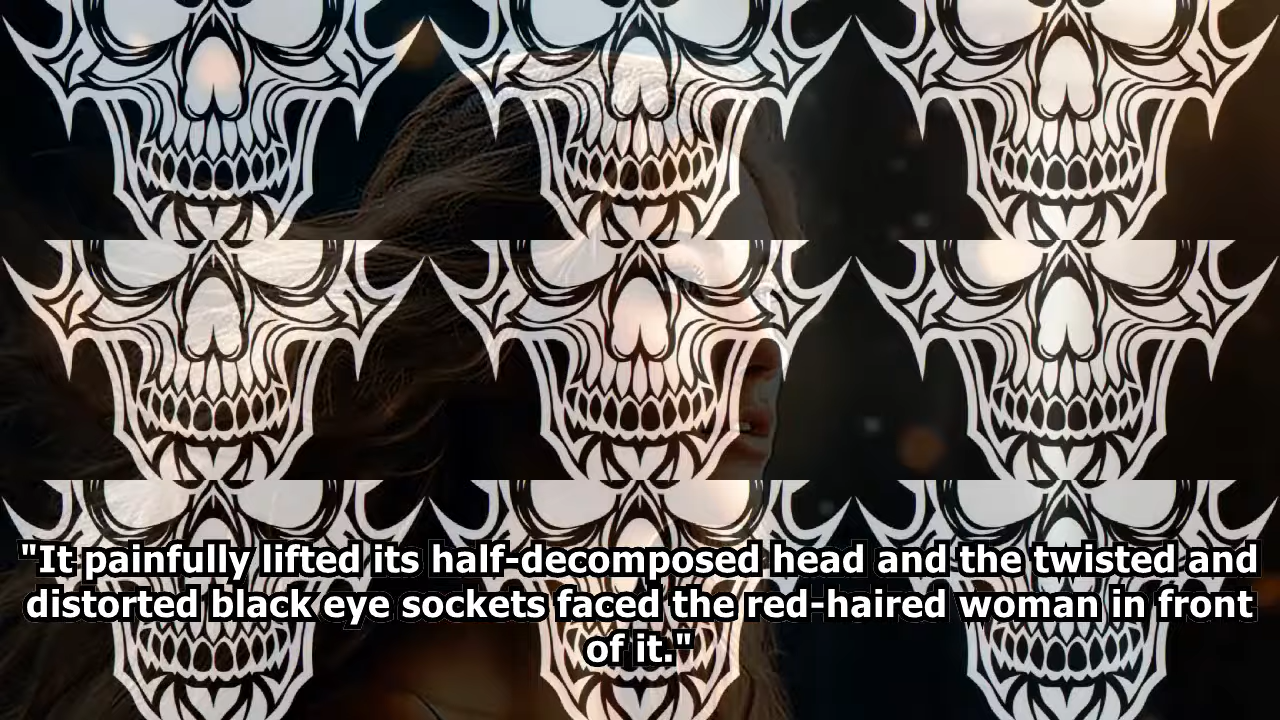 "It painfully lifted its half-decomposed head and the twisted and
distorted black eye sockets faced the red-haired woman in front
of it."